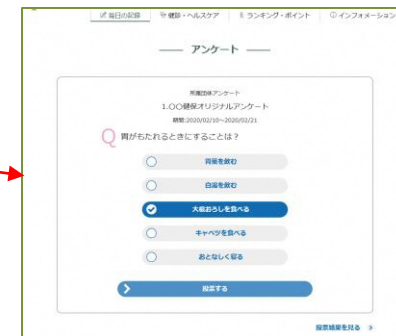 毎日の記録 健診・ヘルスケア ランキング・ポイント インフォメーション
アンケート
所属団体アンケート
1.〇〇健保オリジナルアンケート
期間:2020/02/10~2020/02/21
Q 胃がもたれるときにすることは?
胃薬を飲む
白湯を飲む
大根おろしを食べる
キャベツを食べる
おとなしく寝る
投票する
投票結果を見る